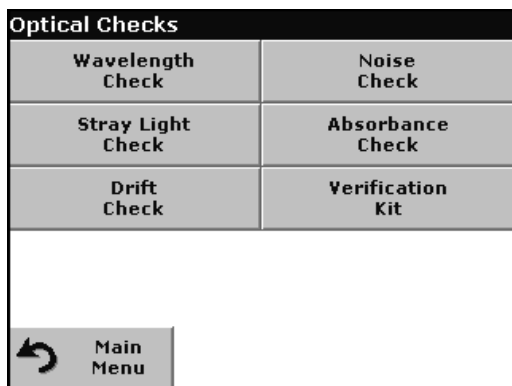 Optical Checks
Wavelength
Check
Noise
Check
Stray Light
Check
Absorbance
Check
Drift
Check
Verification
Kit
Main
Menu